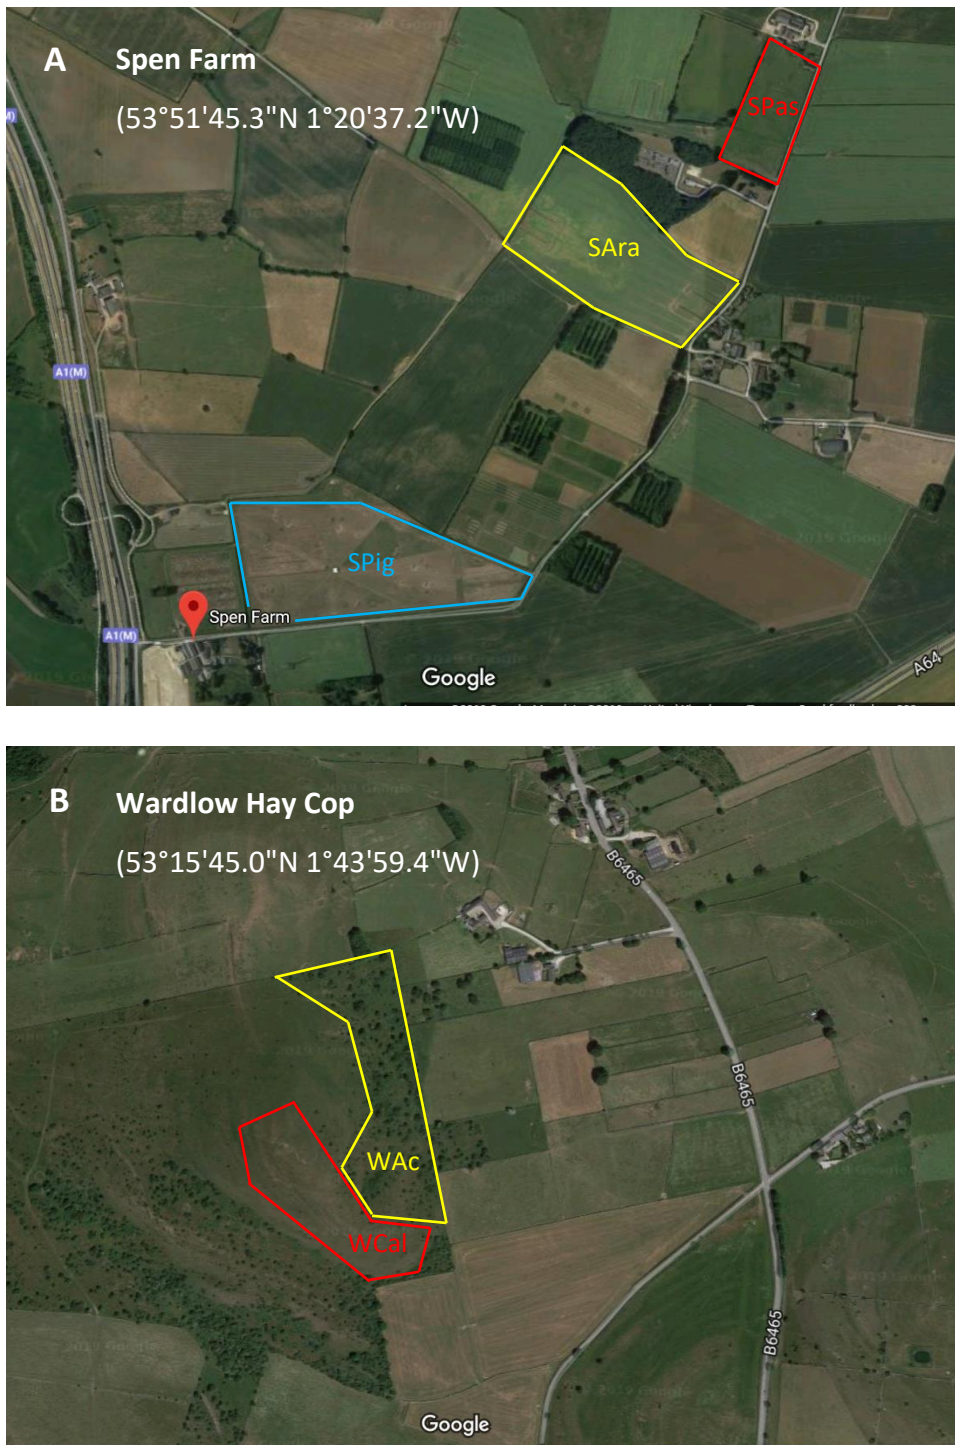 A Spen Farm
(53°51'45.3"N 1°20'37.2"W)
SPas
SAra
A1(M)
SPig
Spen Farm
A1(M)
Google
A64
B Wardlow Hay Cop
(53°15'45.0"N 1°43'59.4"W)
B6465
B6465
WAc
WCal
B6465
Google